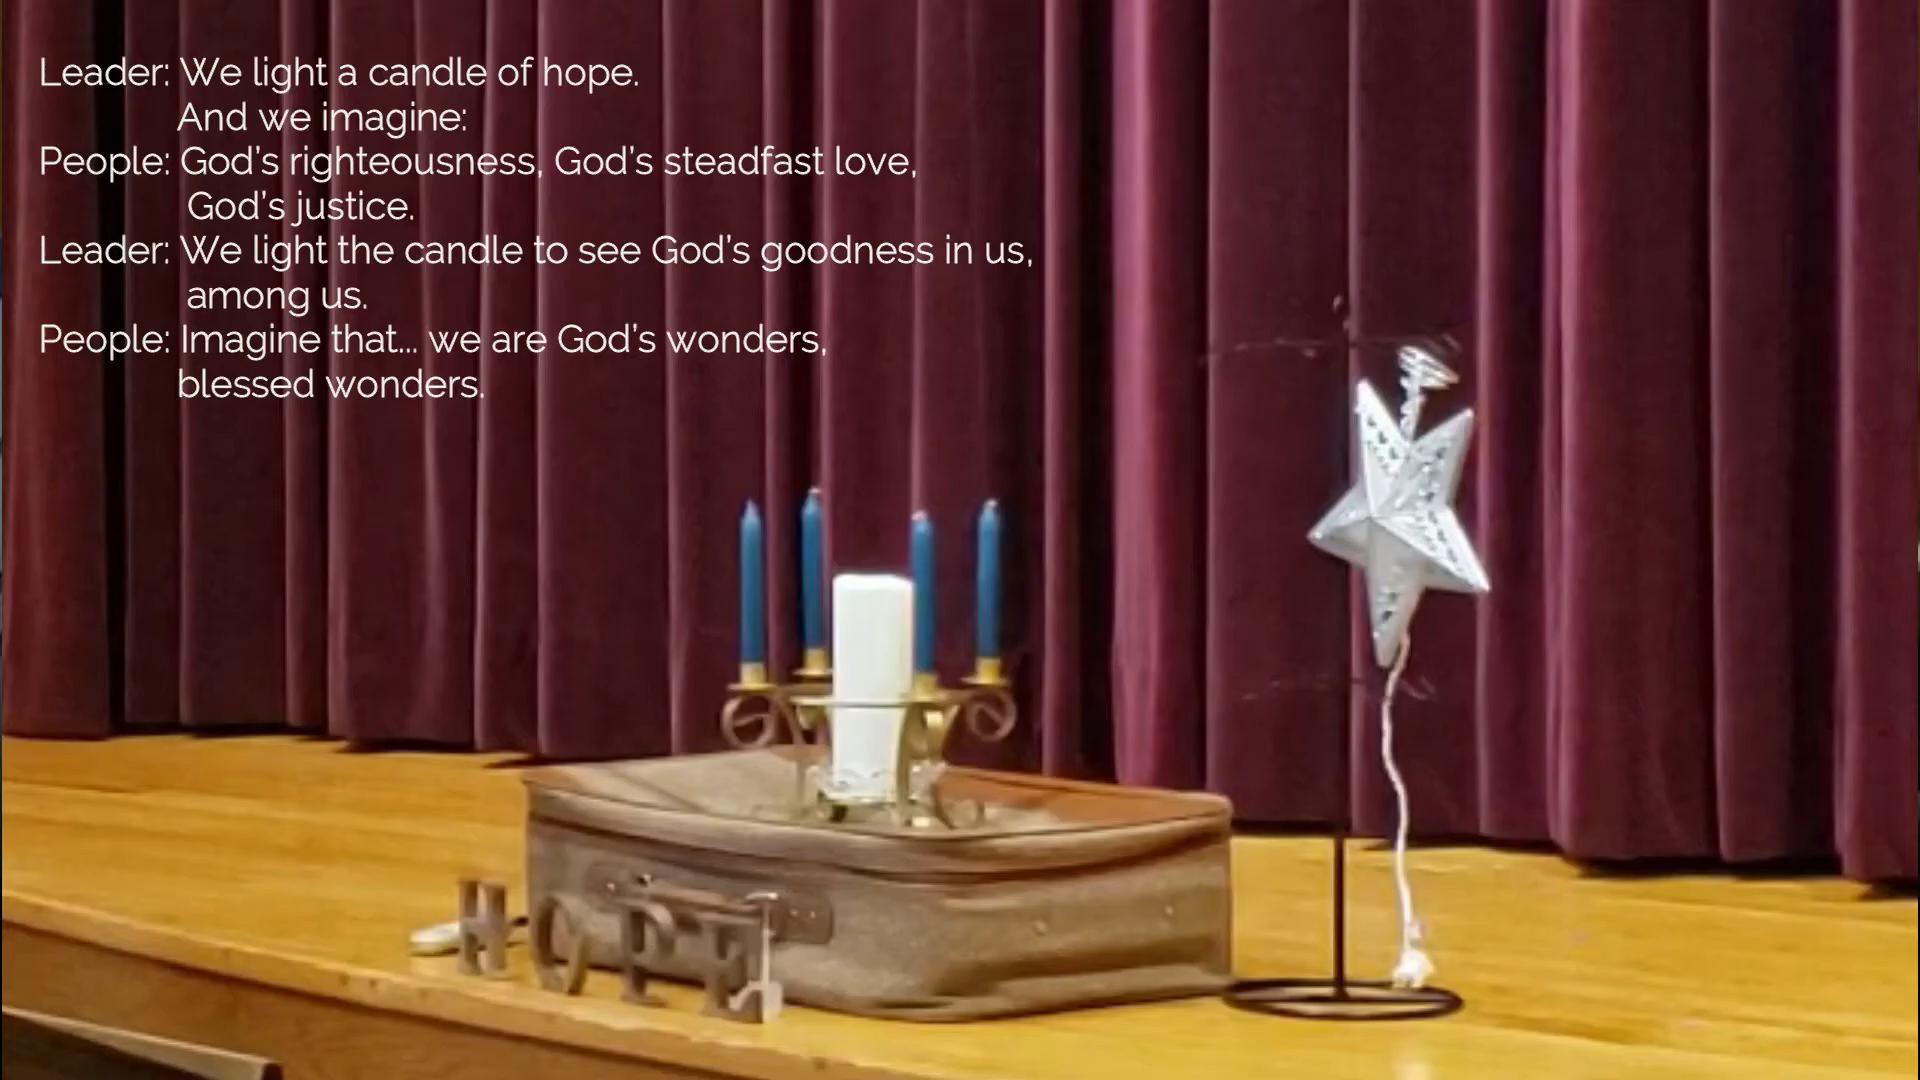 Leader: We light a candle of hope.
And we imagine:
People: God's righteousness, God's steadfast love,
God's justice.
Leader: We light the candle to see God's goodness in us,
among us.
People: Imagine that... we are God's wonders,
blessed wonders.
HOPE